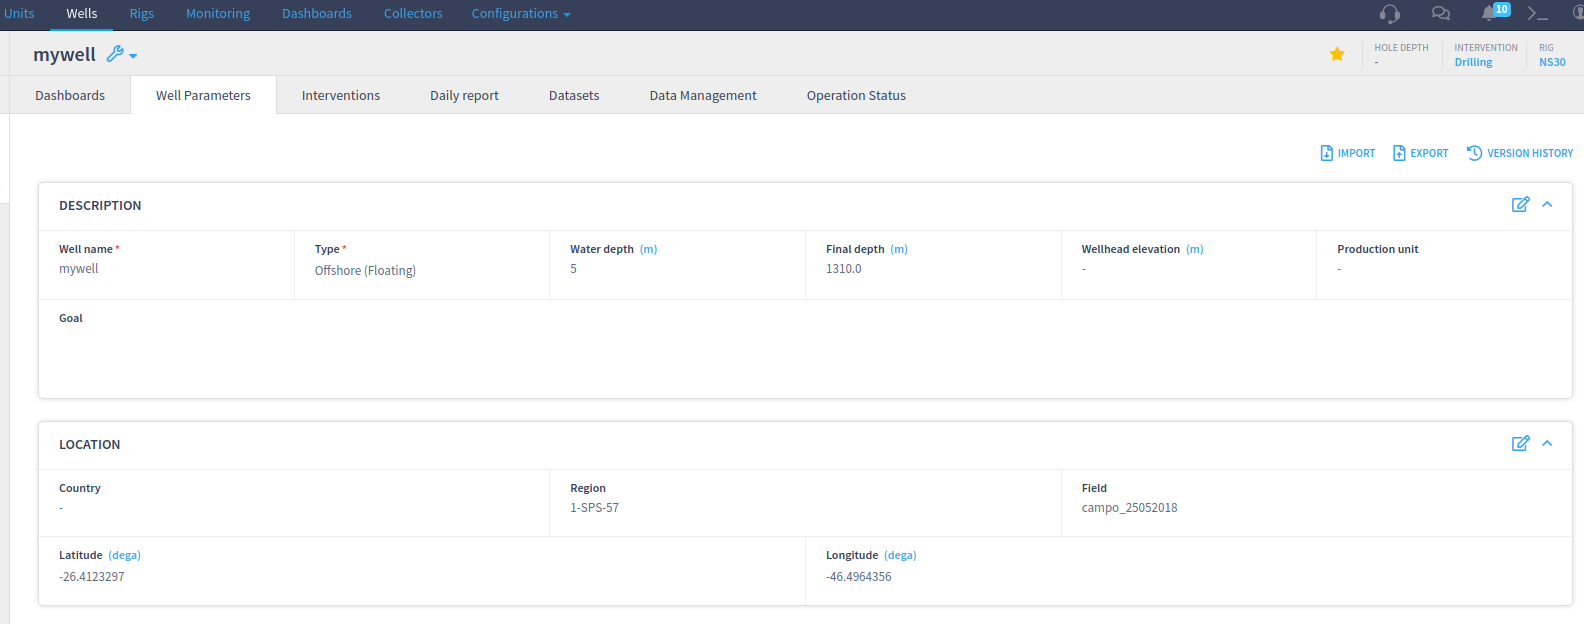 Units Wells Rigs Monitoring Dashboards Collectors Configurations 10
mywell HOLE DEPTH INTERVENTION RIG
- Drilling NS30
Dashboards Well Parameters Interventions Daily report Datasets Data Management Operation Status
IMPORT EXPORT VERSION HISTORY
DESCRIPTION
Well name * Type * Water depth (m) Final depth (m) Wellhead elevation (m) Production unit
mywell Offshore (Floating) 5 1310.0 - -
Goal
LOCATION
Country Region Field
- 1-SPS-57 campo_25052018
Latitude (dega) Longitude (dega)
-26.4123297 -46.4964356